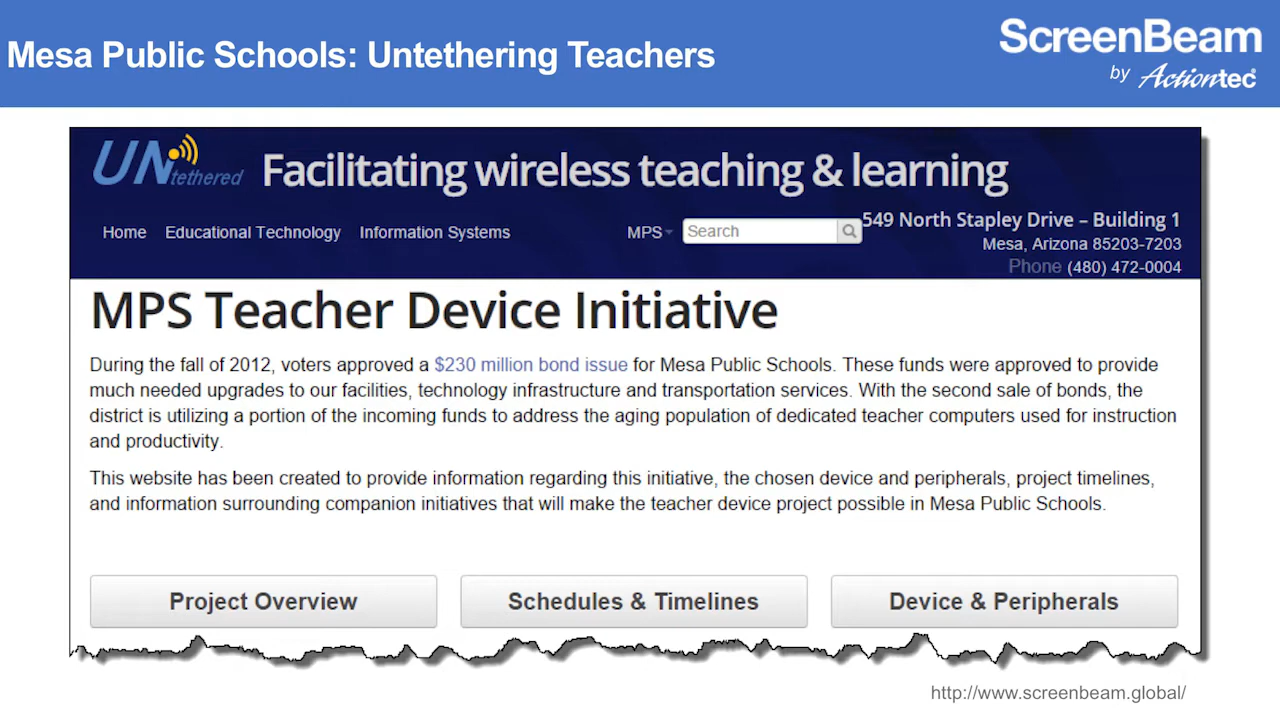 Mesa Public Schools: Untethering Teachers
ScreenBeam
by Actiontec®
UNtethered
Facilitating wireless teaching & learning
Home Educational Technology Information Systems MPS Search
549 North Stapley Drive – Building 1
Mesa, Arizona 85203-7203
Phone (480) 472-0004
MPS Teacher Device Initiative
During the fall of 2012, voters approved a $230 million bond issue for Mesa Public Schools. These funds were approved to provide
much needed upgrades to our facilities, technology infrastructure and transportation services. With the second sale of bonds, the
district is utilizing a portion of the incoming funds to address the aging population of dedicated teacher computers used for instruction
and productivity.
This website has been created to provide information regarding this initiative, the chosen device and peripherals, project timelines,
and information surrounding companion initiatives that will make the teacher device project possible in Mesa Public Schools.
Project Overview Schedules & Timelines Device & Peripherals
http://www.screenbeam.global/